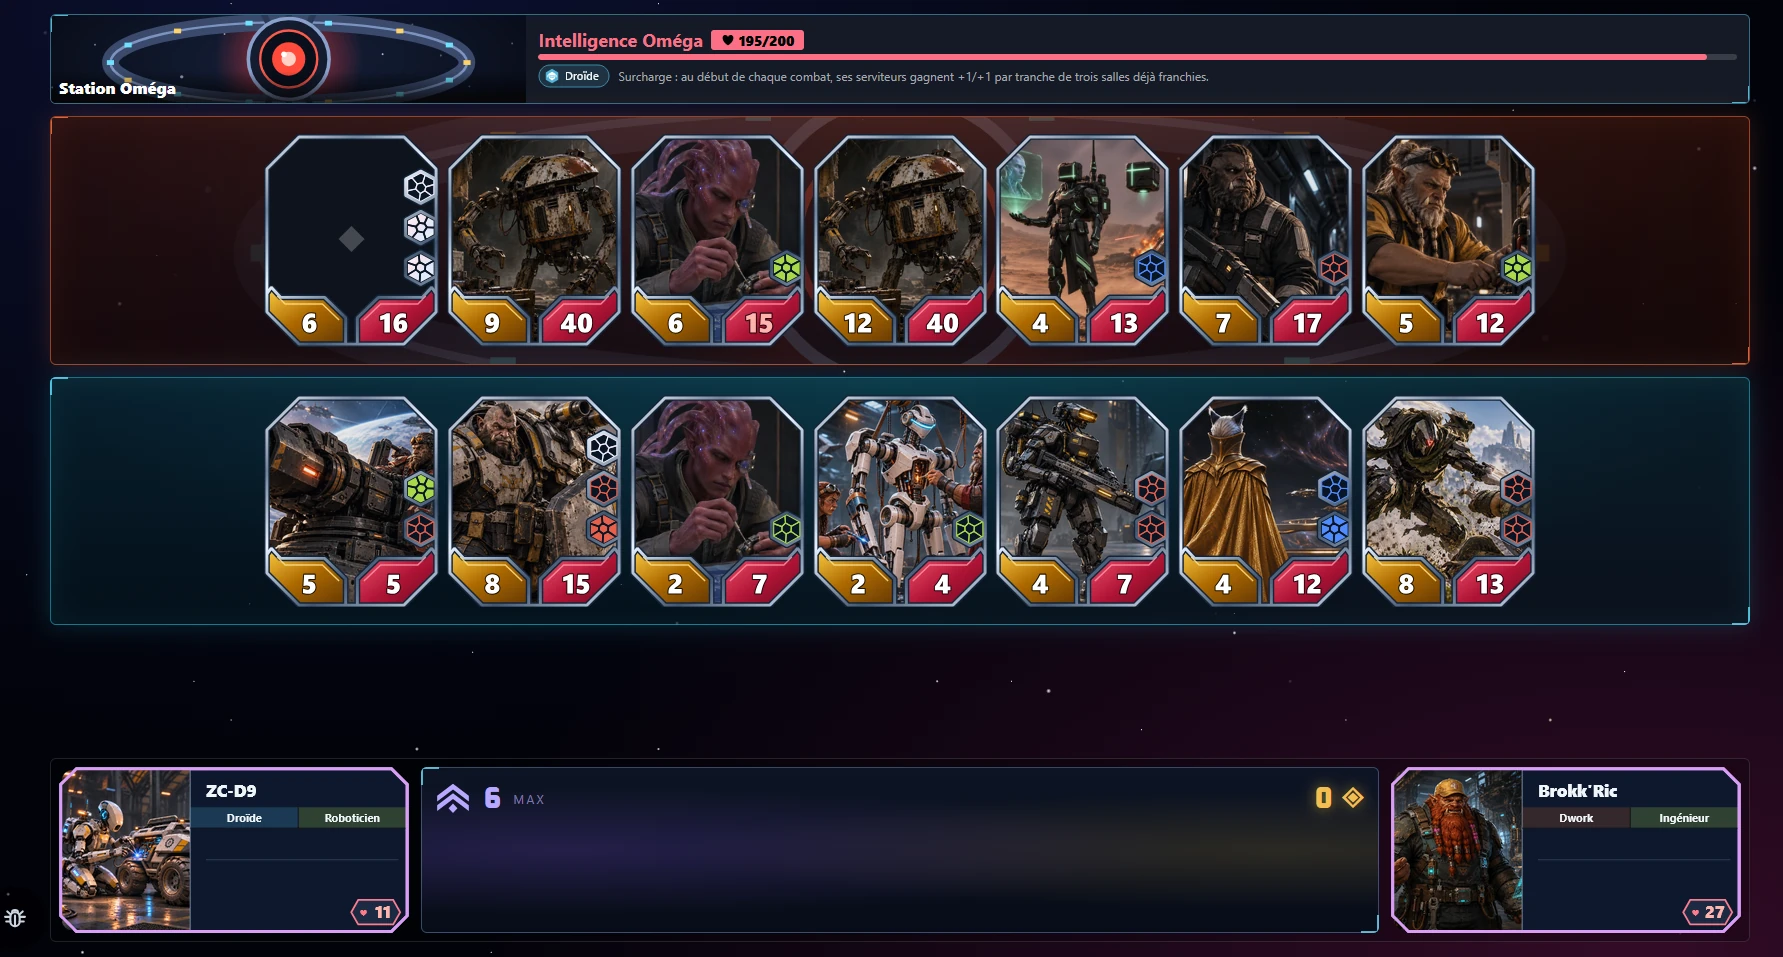 Station Oméga
Intelligence Oméga ♥ 195/200
Droïde Surcharge : au début de chaque combat, ses serviteurs gagnent +1/+1 par tranche de trois salles déjà franchies.
6 16 9 40 6 15 12 40 4 13 7 17 5 12
5 5 8 15 2 7 2 4 4 7 4 12 8 13
ZC-D9
Droïde Roboticien
♥ 11
6 MAX
0
Brokk'Ric
Dwork Ingénieur
♥ 27